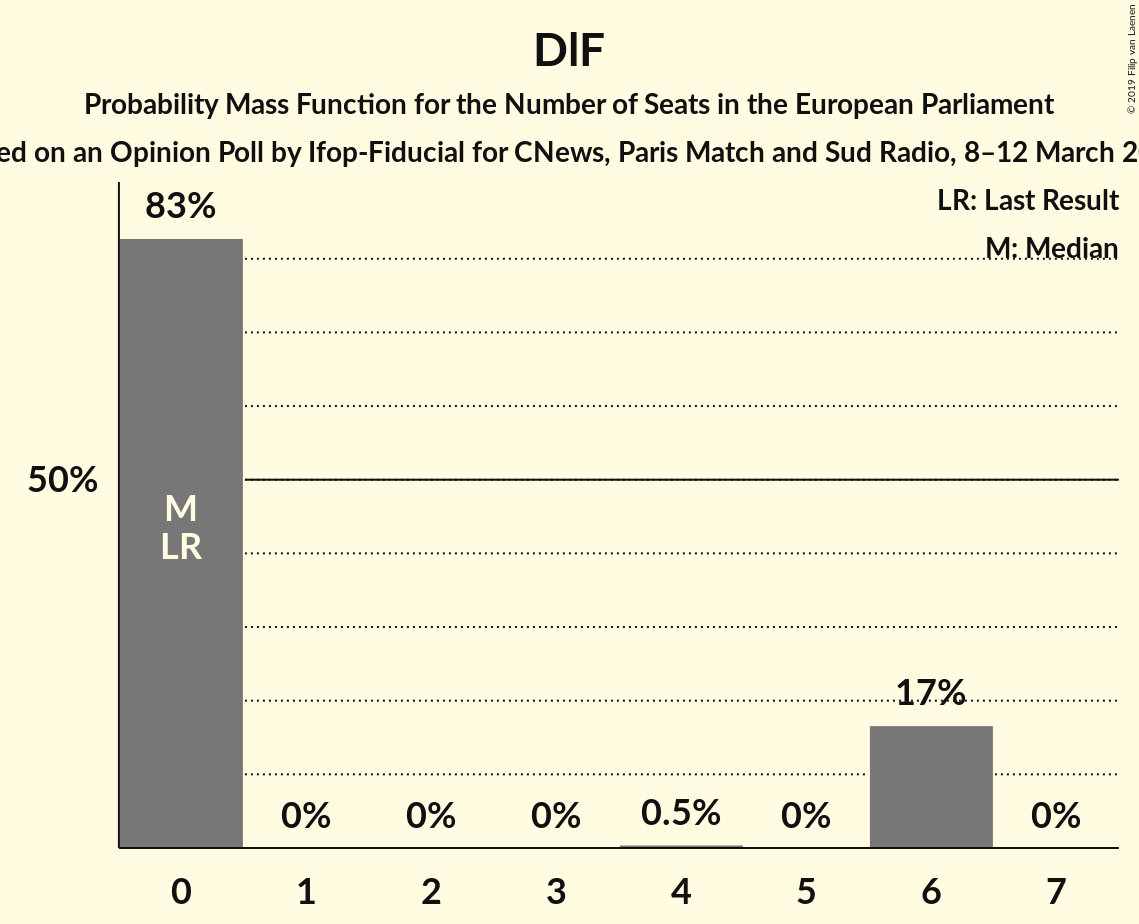 DlF
Probability Mass Function for the Number of Seats in the European Parliament
ed on an Opinion Poll by Ifop-Fiducial for CNews, Paris Match and Sud Radio, 8–12 March
© 2019 Filip van Laenen
LR: Last Result
M: Median
83%
50%
M
LR
17%
0%
0%
0%
0.5%
0%
0%
0 1 2 3 4 5 6 7